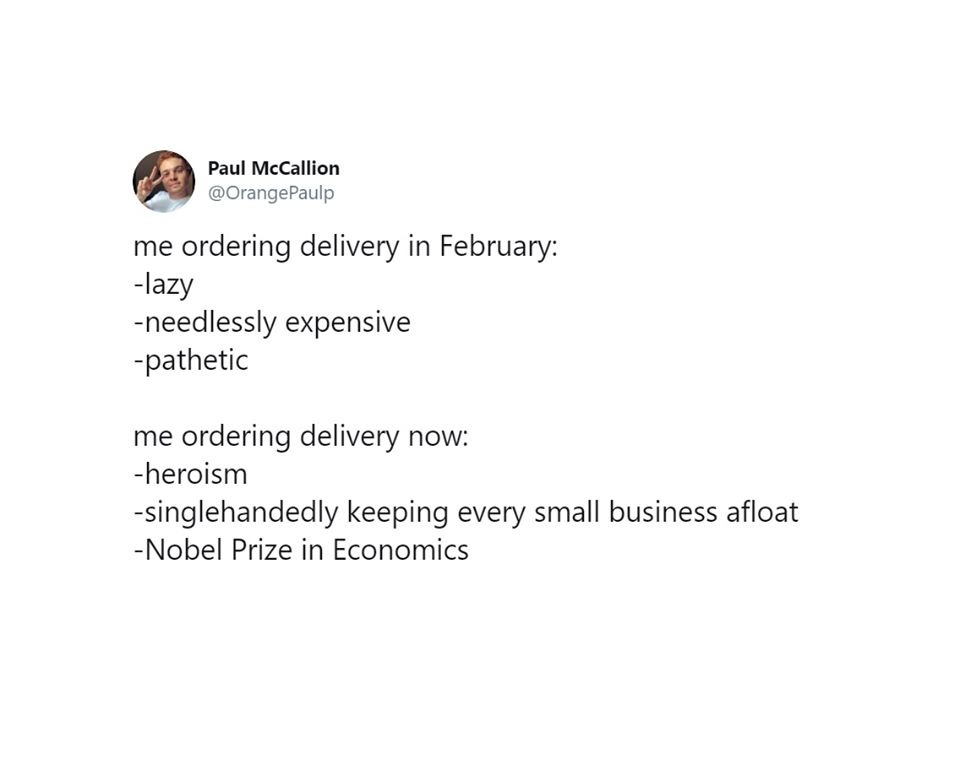 Paul McCallion
@OrangePaulp
me ordering delivery in February:
-lazy
-needlessly expensive
-pathetic
me ordering delivery now:
-heroism
-singlehandedly keeping every small business afloat
-Nobel Prize in Economics